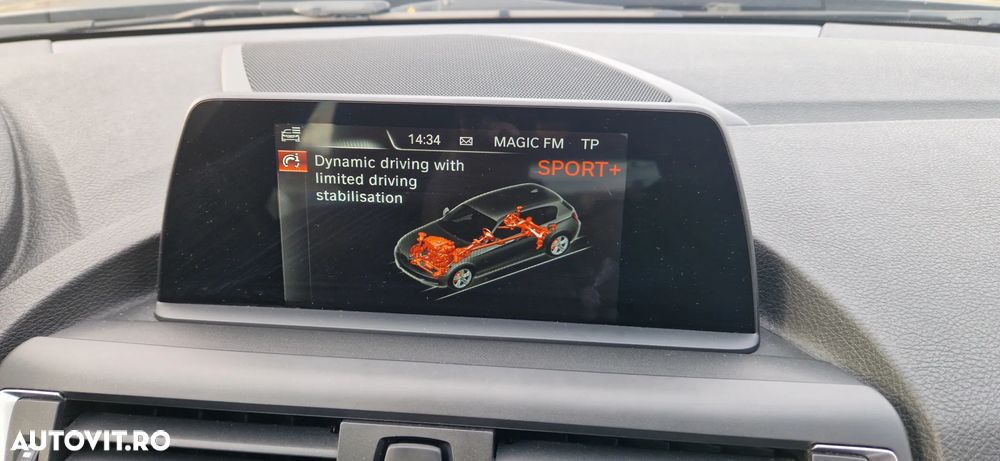 14:34 MAGIC FM TP
Dynamic driving with
limited driving
stabilisation
SPORT+
AUTOVIT.RO